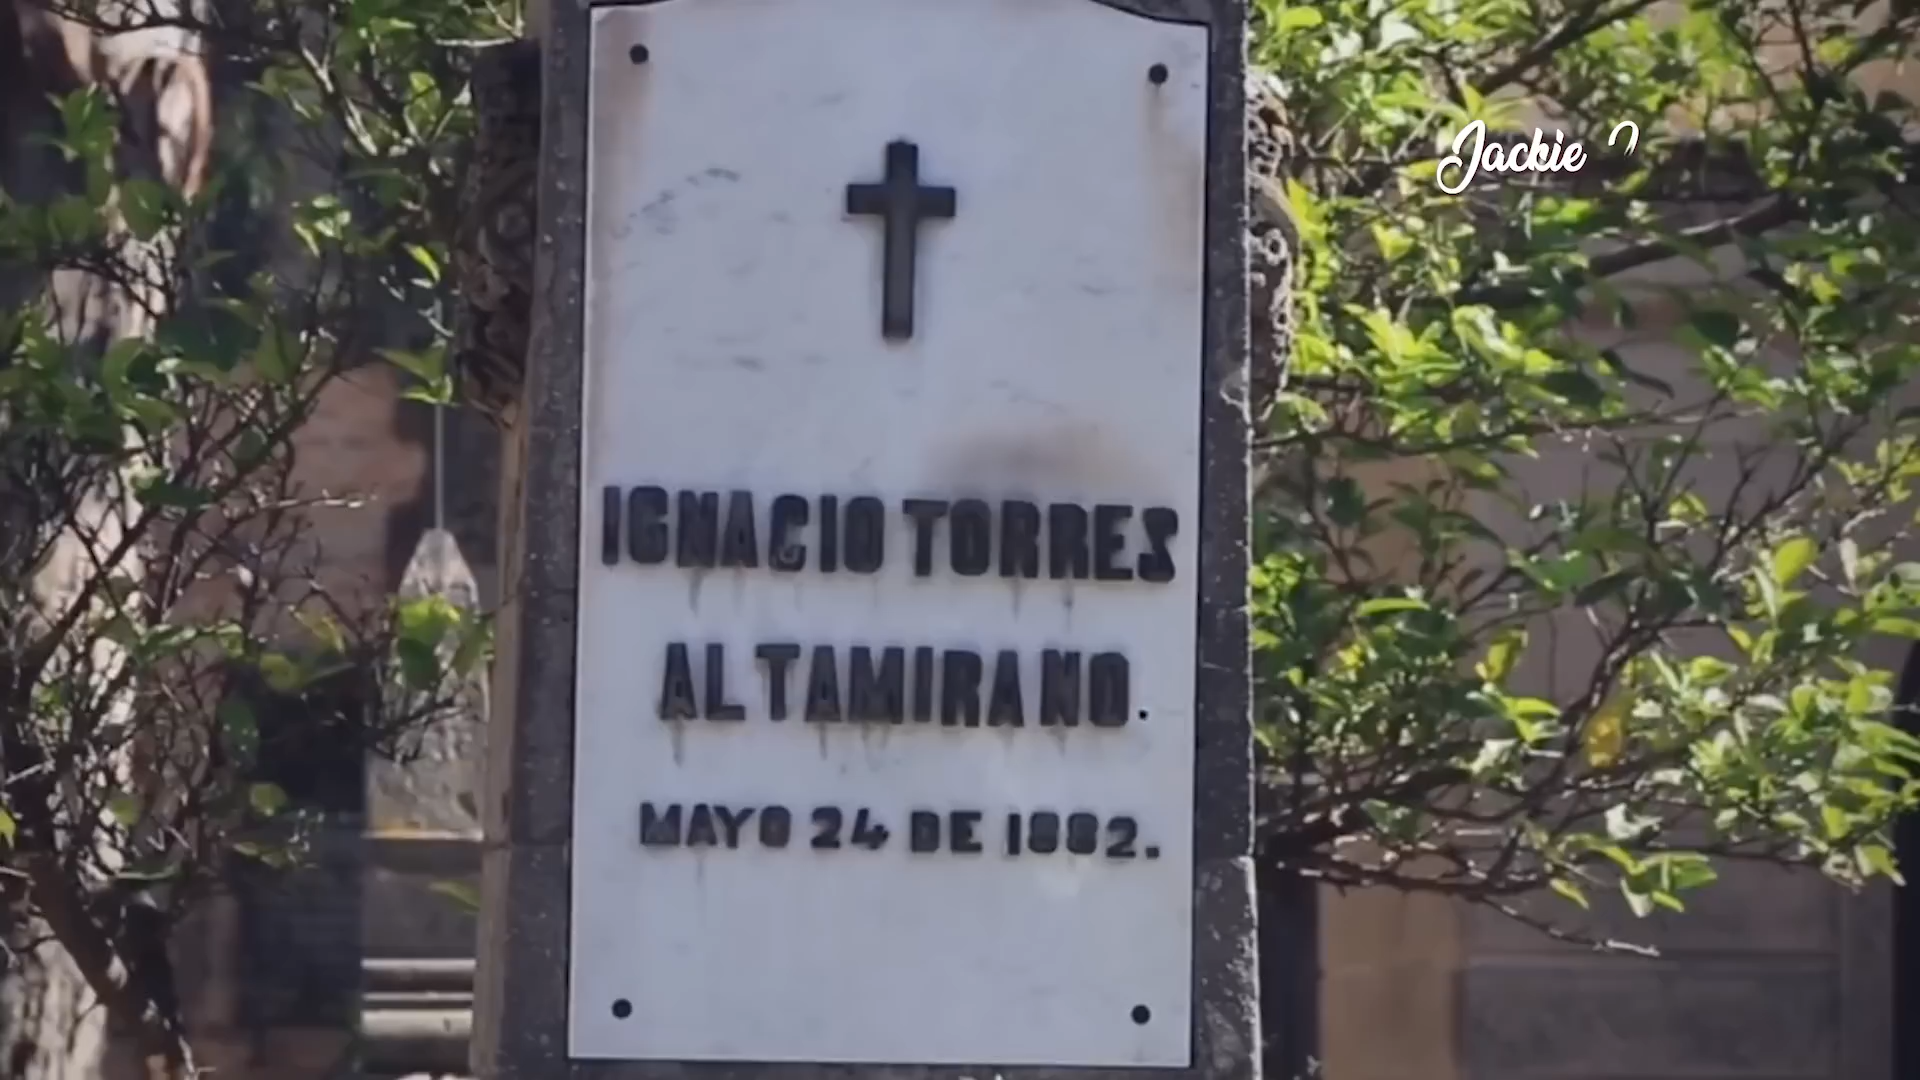 Jackie
IGNACIO TORRES
ALTAMIRANO.
MAYO 24 DE 1882.